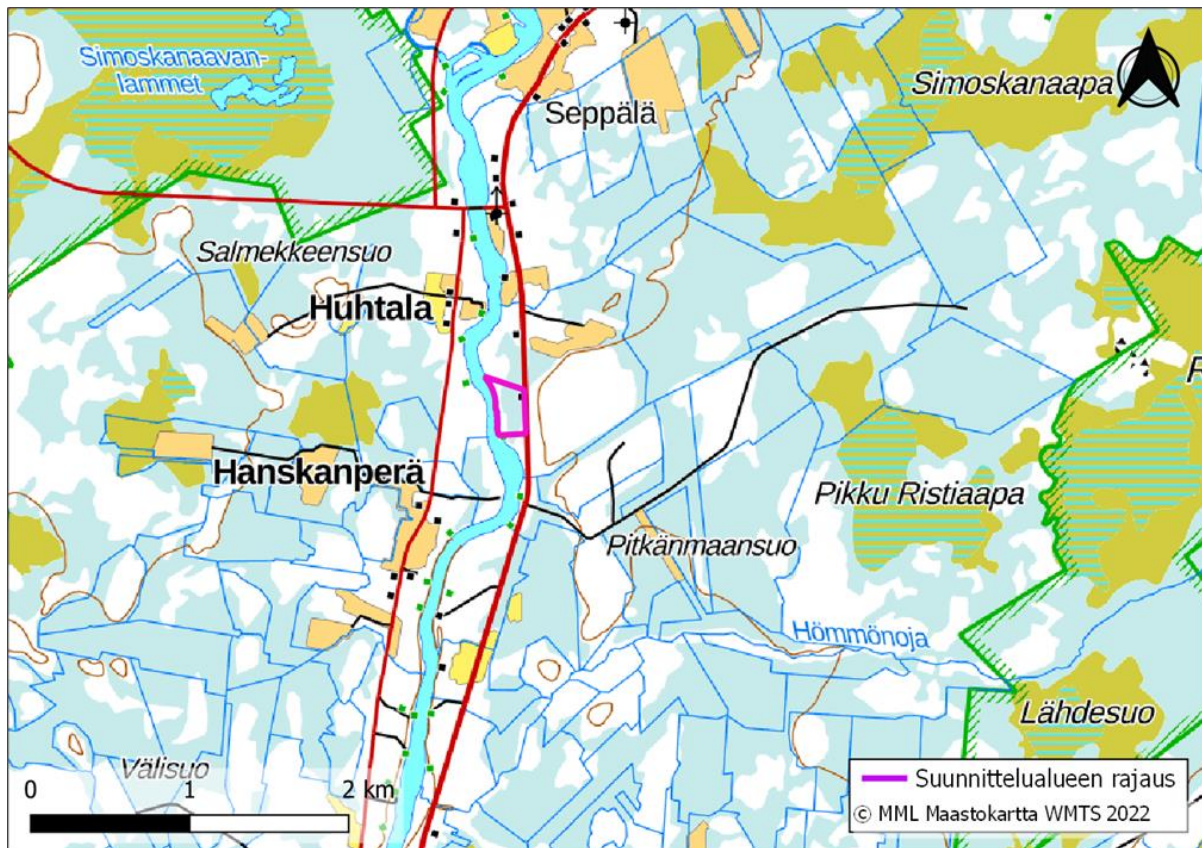 Simoskanaavan-
lammet
Simoskanaapa
Seppälä
Salmekkeensuo
Huhtala
Hanskanperä
Pikku Ristiaapa
Pitkänmaansuo
Hömmönoja
Lähdesuo
Välisuo
0 1 2 km
Suunnittelualueen rajaus
© MML Maastokartta WMTS 2022